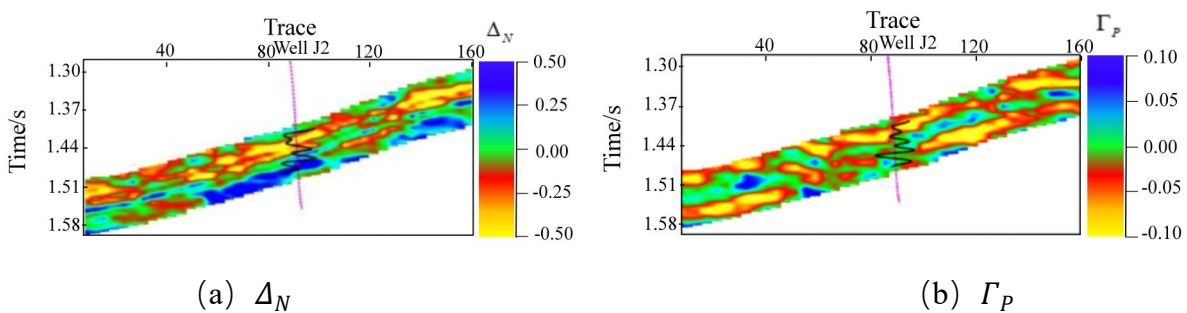 Trace
Δ_N
40 80 Well J2 120 160
Time/s
1.30
1.37
1.44
1.51
1.58
0.50
0.25
0.00
-0.25
-0.50
(a) Δ_N
Trace
Γ_P
40 80 Well J2 120 160
Time/s
1.30
1.37
1.44
1.51
1.58
0.10
0.05
0.00
-0.05
-0.10
(b) Γ_P